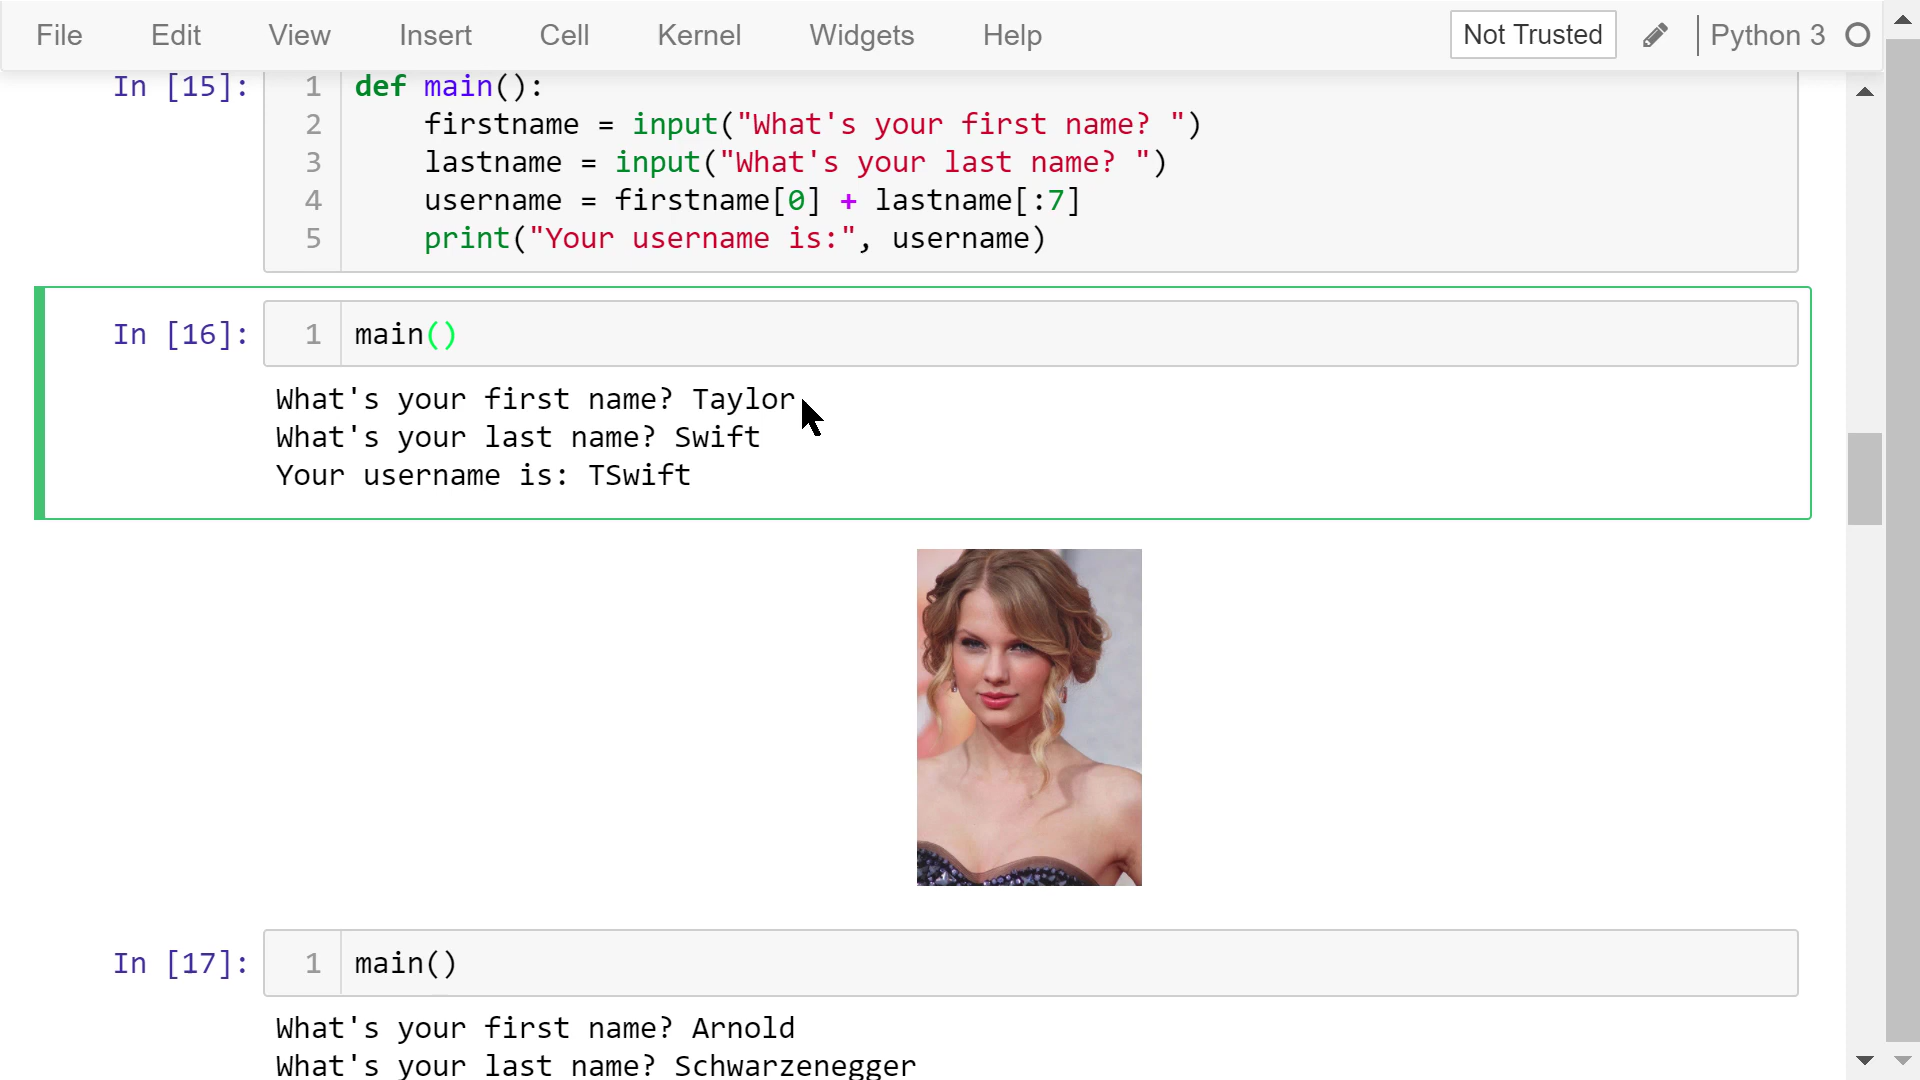 File Edit View Insert Cell Kernel Widgets Help Not Trusted Python 3
In [15]:
1 def main():
2     firstname = input("What's your first name? ")
3     lastname = input("What's your last name? ")
4     username = firstname[0] + lastname[:7]
5     print("Your username is:", username)
In [16]: 1 main()
What's your first name? Taylor
What's your last name? Swift
Your username is: TSwift
In [17]: 1 main()
What's your first name? Arnold
What's your last name? Schwarzenegger